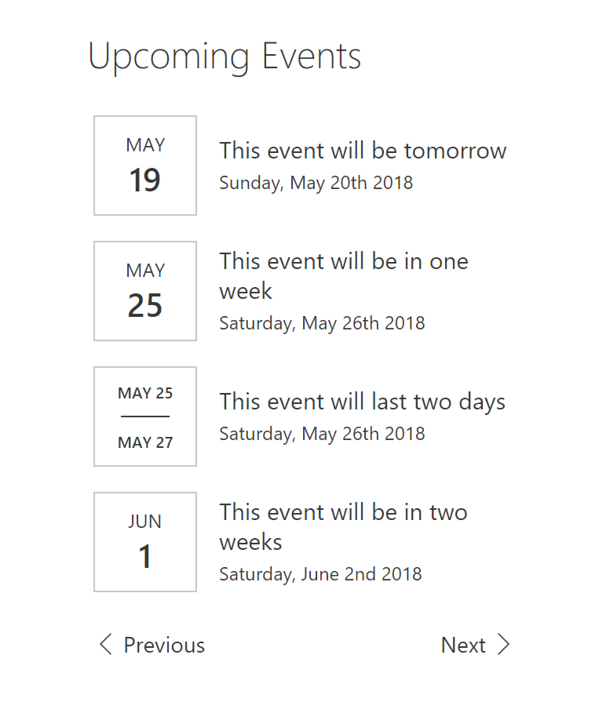 Upcoming Events
MAY
19
This event will be tomorrow
Sunday, May 20th 2018
MAY
25
This event will be in one
week
Saturday, May 26th 2018
MAY 25
MAY 27
This event will last two days
Saturday, May 26th 2018
JUN
1
This event will be in two
weeks
Saturday, June 2nd 2018
Previous
Next